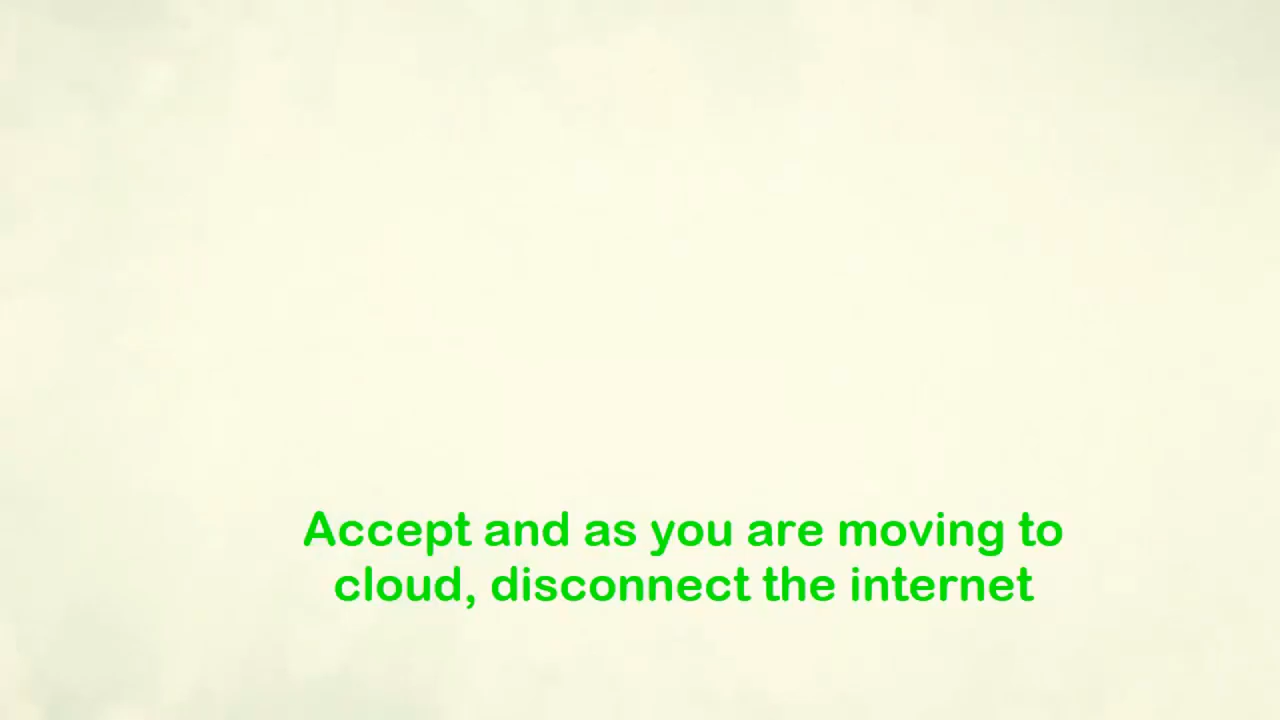 Accept and as you are moving to
cloud, disconnect the internet